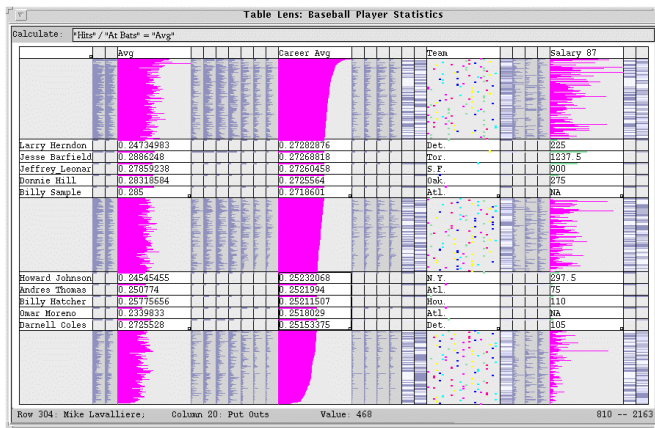 Table Lens: Baseball Player Statistics
Calculate: "Hits" / "At Bats" = "Avg"
Avg Career Avg Team Salary 87
Larry Herndon 0.24734983 0.27282876 Det. 225
Jesse Barfield 0.2886248 0.27268818 Tor. 1237.5
Jeffrey_Leonar 0.27859238 0.27260458 S.F. 900
Donnie Hill 0.28318584 0.2725564 Oak. 275
Billy Sample 0.285 0.2718601 Atl. NA
Howard Johnson 0.24545455 0.25232068 N.Y. 297.5
Andres Thomas 0.250774 0.2521994 Atl. 75
Billy Hatcher 0.25775656 0.25211507 Hou. 110
Omar Moreno 0.2339833 0.2518029 Atl. NA
Darnell Coles 0.2725528 0.25153375 Det. 105
Row 304: Mike Lavalliere; Column 20: Put Outs Value: 468 810 -- 2163